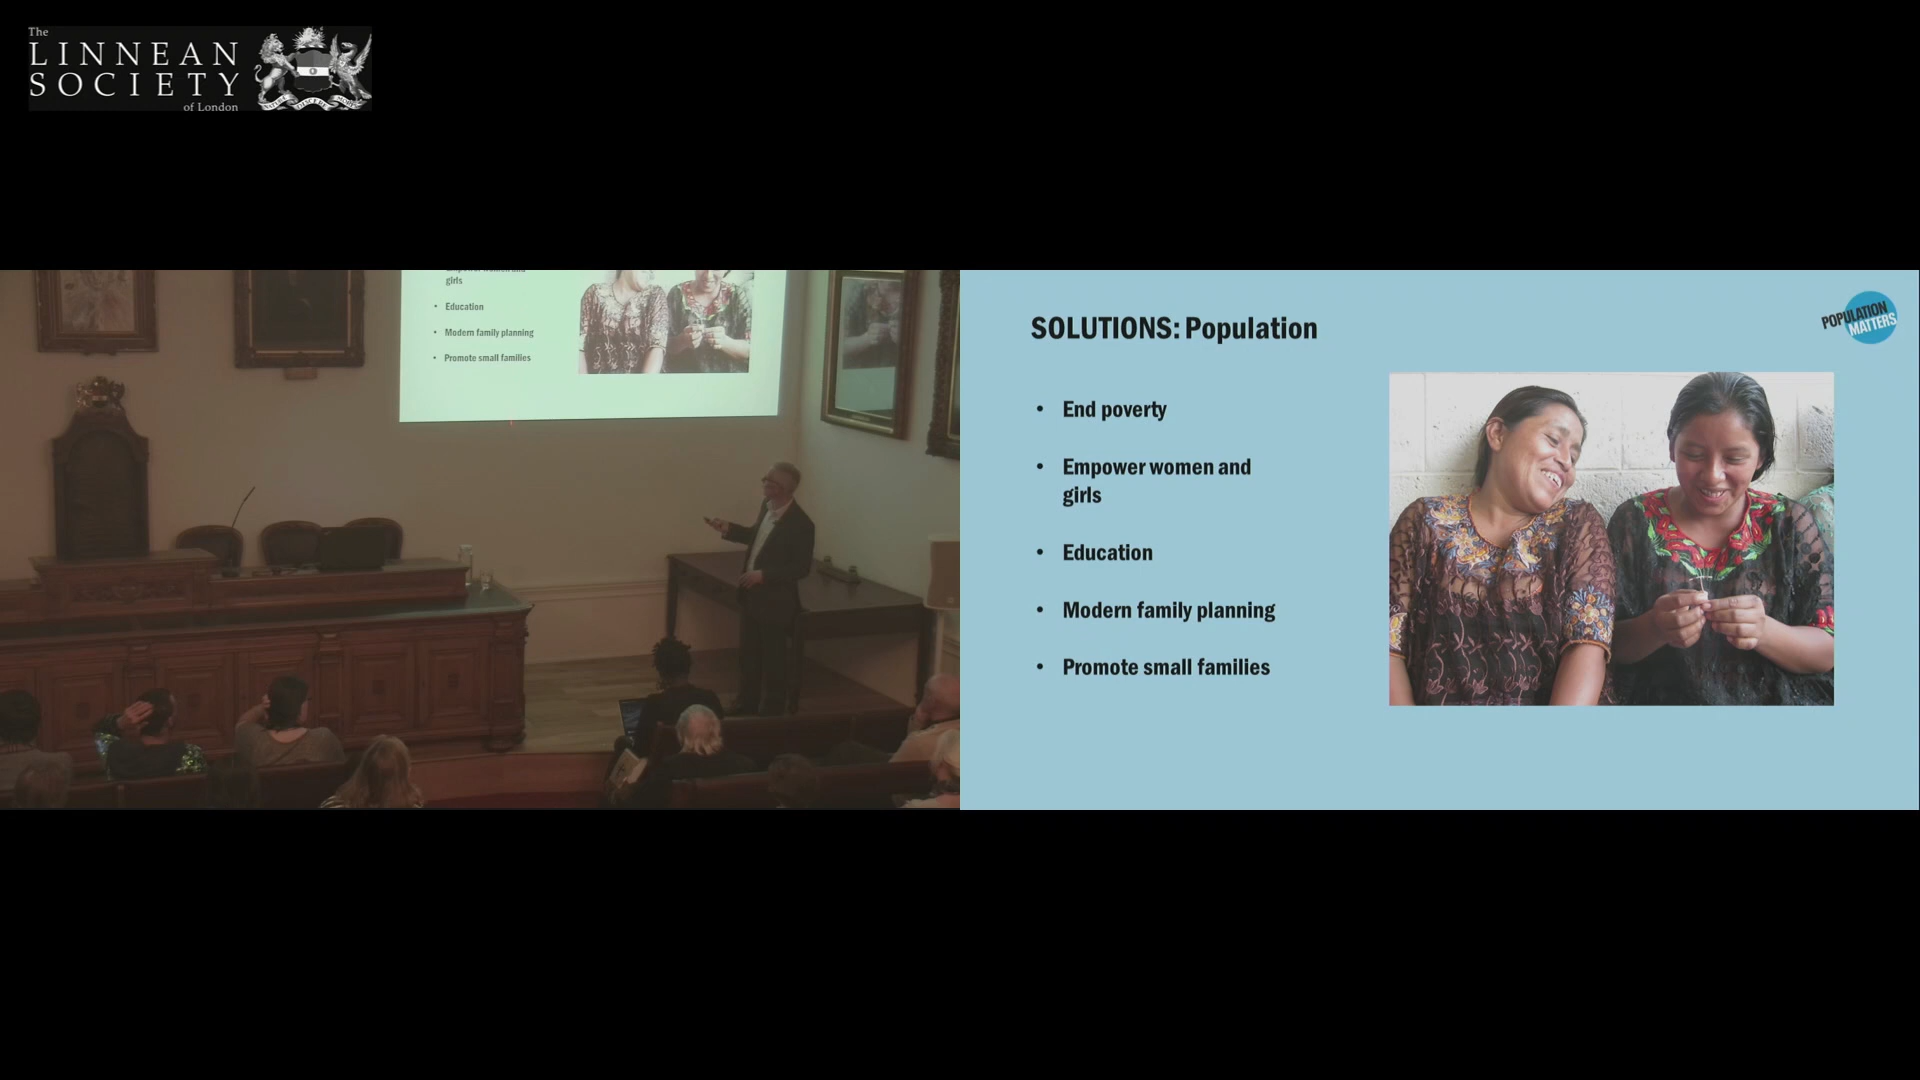 The
LINNEAN
SOCIETY
of London
girls
• Education
• Modern family planning
• Promote small families
SOLUTIONS: Population
POPULATION
MATTERS
• End poverty
• Empower women and
girls
• Education
• Modern family planning
• Promote small families